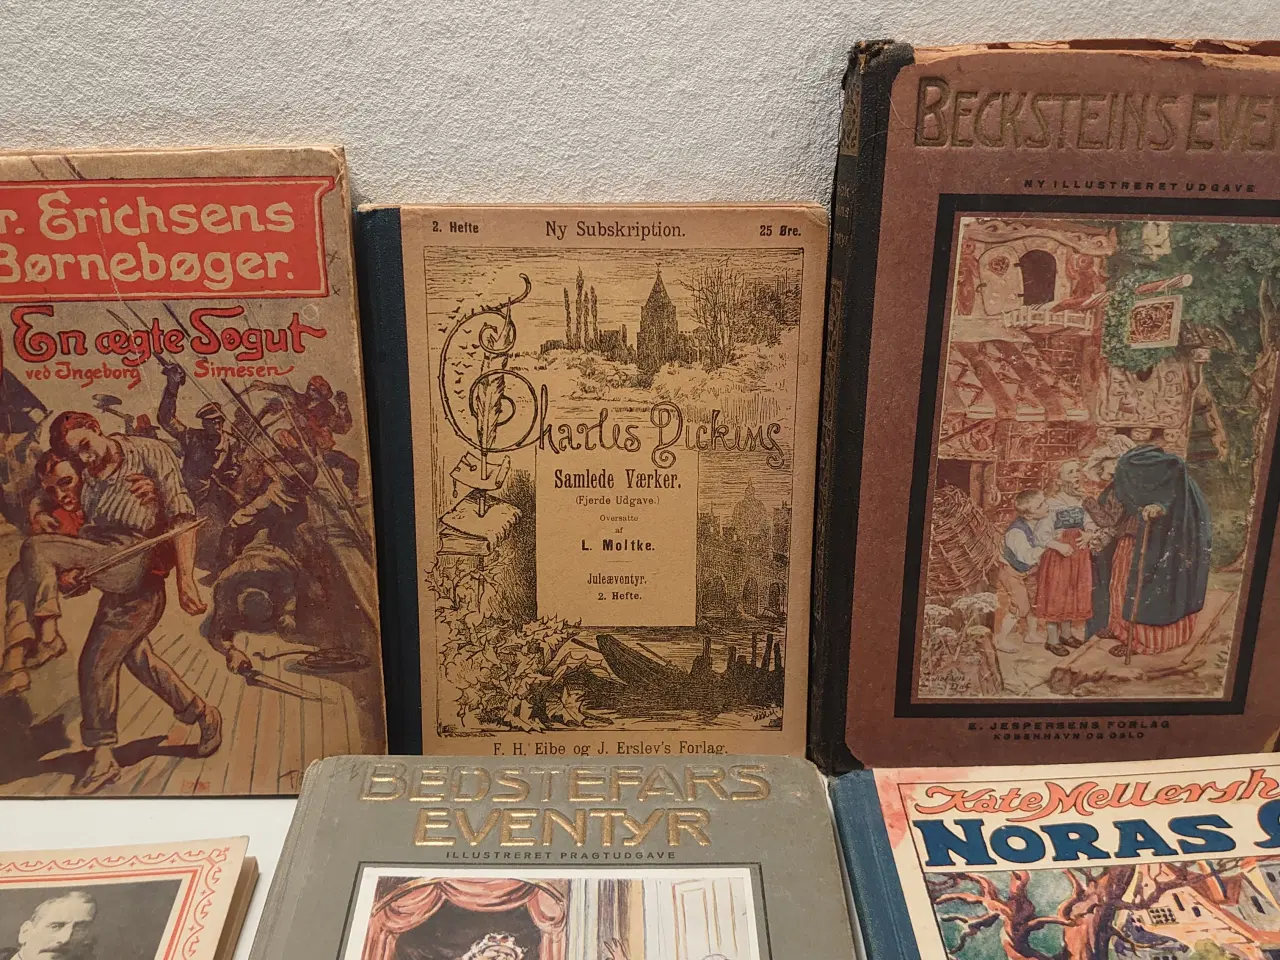 r. Erichsens
Børnebøger.
En ægte Søgut
ved Ingeborg Simesen
2. Hefte Ny Subskription. 25 Øre.
Charles Dickens
Samlede Værker.
(Fjerde Udgave.)
Oversatte
af
L. Moltke.
Juleæventyr.
2. Hefte.
F. H. Eibe og J. Erslev's Forlag.
BECKSTEINS EVE
NY ILLUSTRERET UDGAVE
E. JESPERSENS FORLAG
KØBENHAVN OG OSLO
BEDSTEFARS
EVENTYR
ILLUSTRERET PRAGTUDGAVE
Kate Mellersh
NORAS